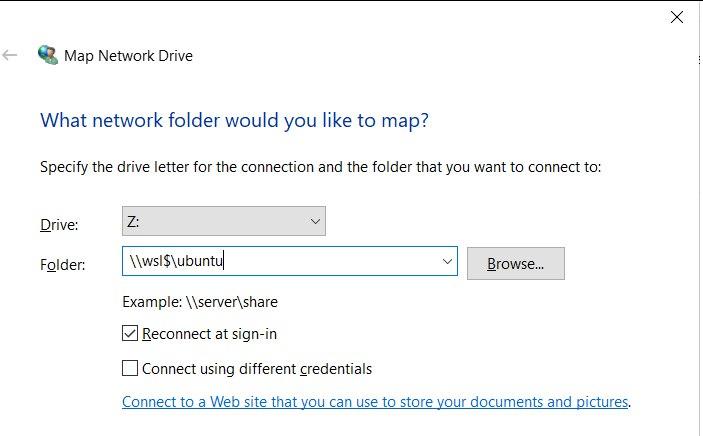 Map Network Drive
What network folder would you like to map?
Specify the drive letter for the connection and the folder that you want to connect to:
Drive: Z:
Folder: \\wsl$\ubuntu Browse...
Example: \\server\share
Reconnect at sign-in
Connect using different credentials
Connect to a Web site that you can use to store your documents and pictures.